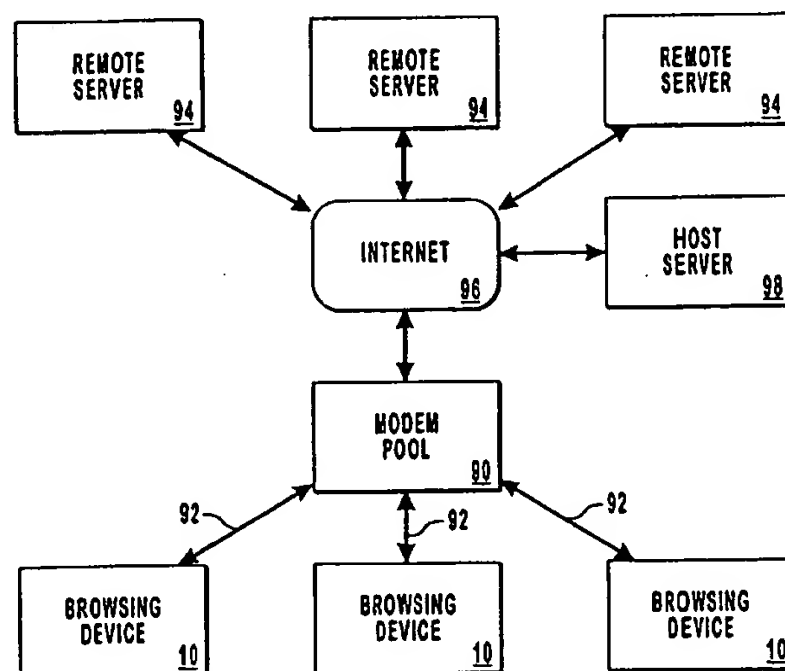 REMOTE
SERVER
94
REMOTE
SERVER
94
REMOTE
SERVER
94
INTERNET
96
HOST
SERVER
98
MODEM
POOL
90
92
92
92
BROWSING
DEVICE
10
BROWSING
DEVICE
10
BROWSING
DEVICE
10